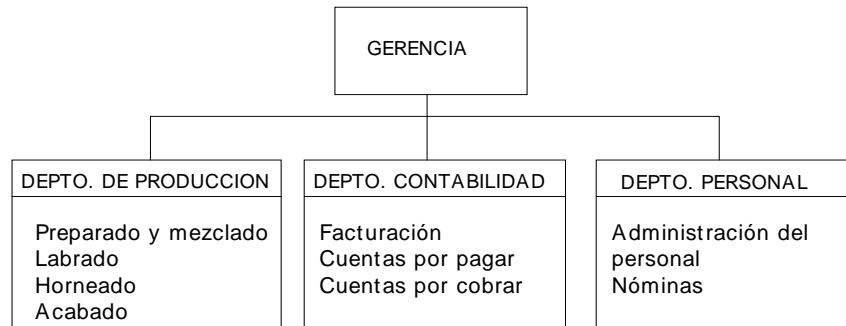 GERENCIA
DEPTO. DE PRODUCCION
Preparado y mezclado
Labrado
Horneado
Acabado
DEPTO. CONTABILIDAD
Facturación
Cuentas por pagar
Cuentas por cobrar
DEPTO. PERSONAL
Administración del
personal
Nóminas